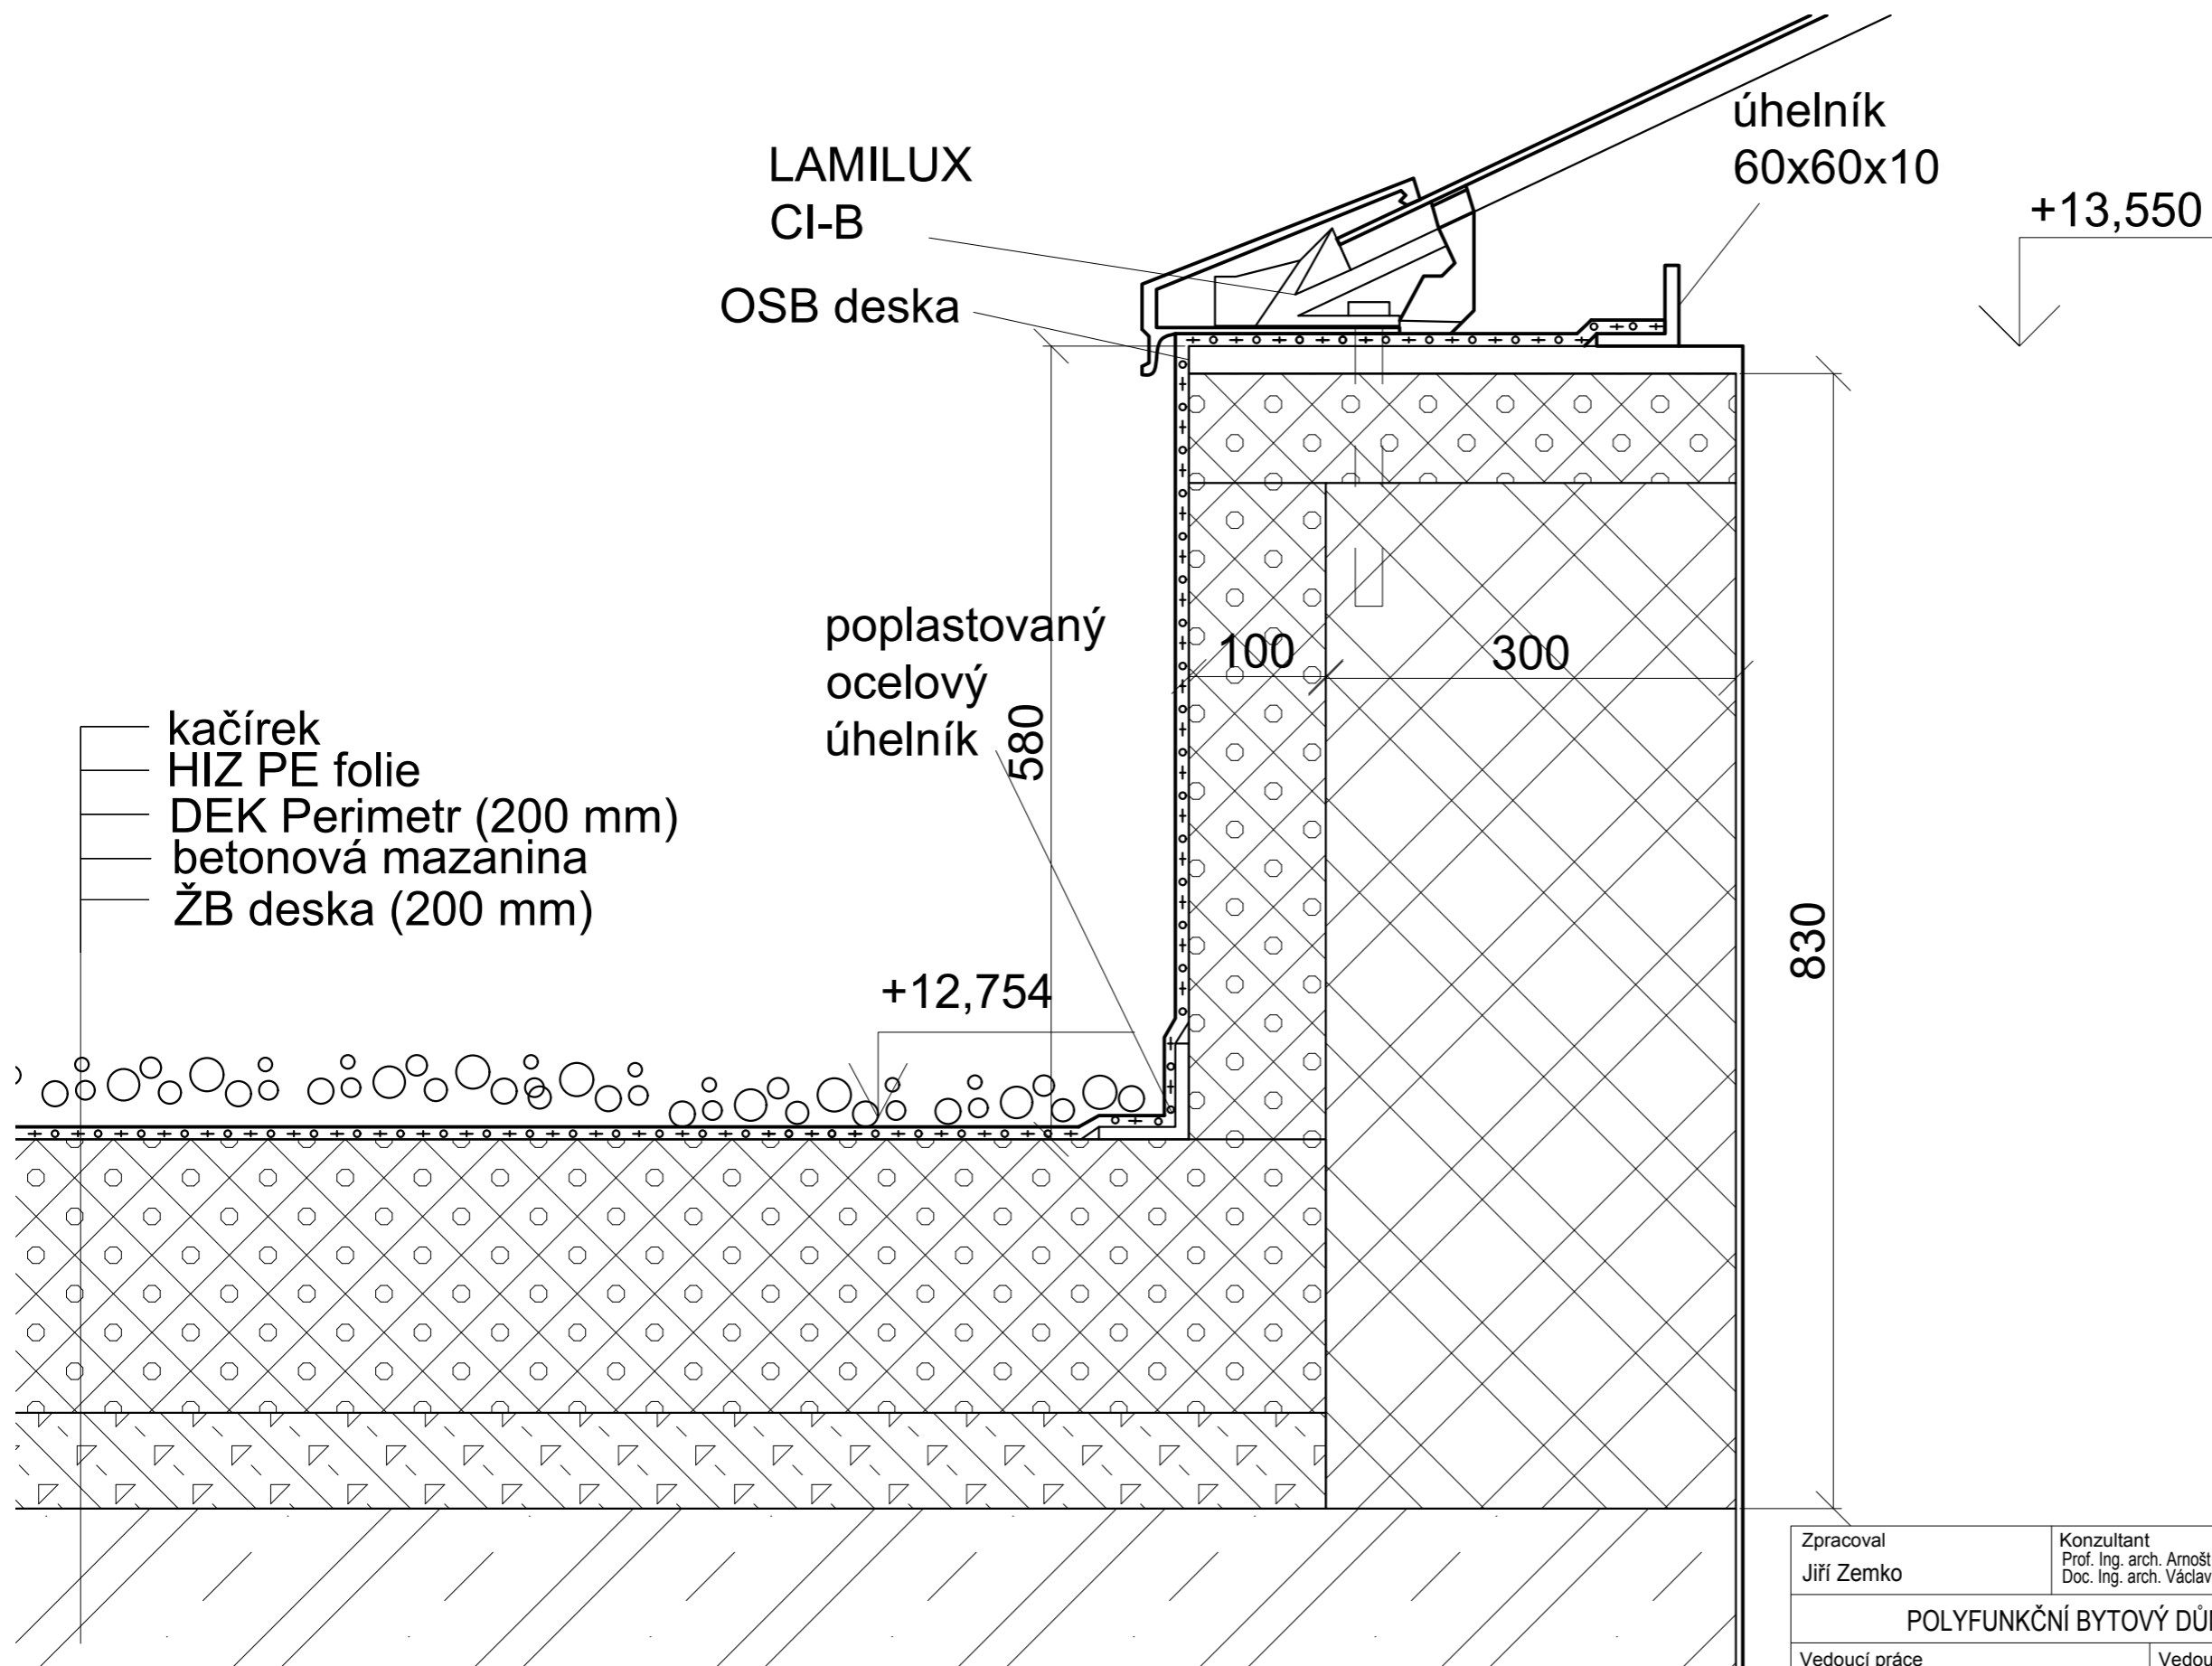 LAMILUX
CI-B
OSB deska
úhelník
60x60x10
+13,550
poplastovaný
ocelový
úhelník
580
100
300
830
kačírek
HIZ PE folie
DEK Perimetr (200 mm)
betonová mazanina
ŽB deska (200 mm)
+12,754
Zpracoval
Jiří Zemko
Konzultant
Prof. Ing. arch. Arnošt
Doc. Ing. arch. Václav
POLYFUNKČNÍ BYTOVÝ
Vedoucí práce